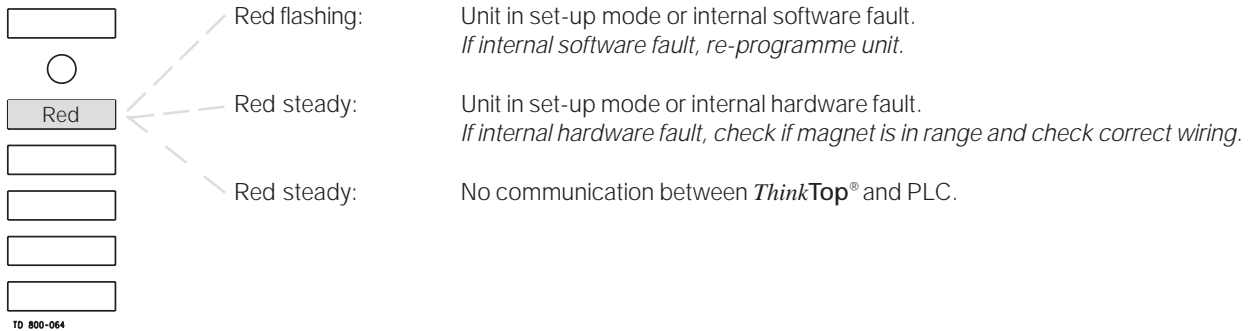 Red flashing: Unit in set-up mode or internal software fault.
If internal software fault, re-programme unit.
Red
Red steady: Unit in set-up mode or internal hardware fault.
If internal hardware fault, check if magnet is in range and check correct wiring.
Red steady: No communication between ThinkTop® and PLC.
TD 800-064